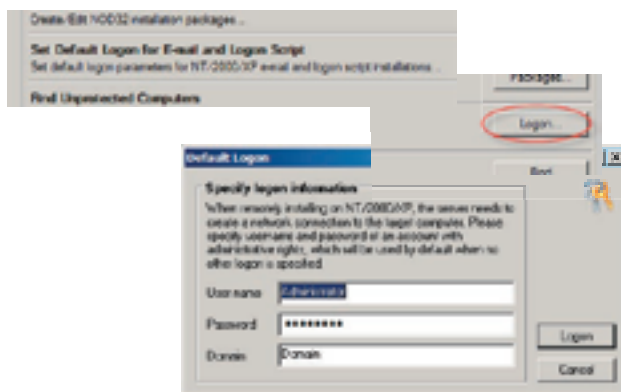 Create/Edit NOD32 installation packages ...
Set Default Logon for E-mail and Logon Script
Set default logon parameters for NT/2000/XP e-mail and logon script installations ...
Find Unprotected Computers
Packages...
Logon...
Default Logon
Specify logon information
When remotely installing on NT/2000/XP, the server needs to
create a network connection to the target computer. Please
specify username and password of an account with
administrative rights, which will be used by default when no
other logon is specified.
User name
Administrator
Password
********
Domain
Domain
Logon
Cancel